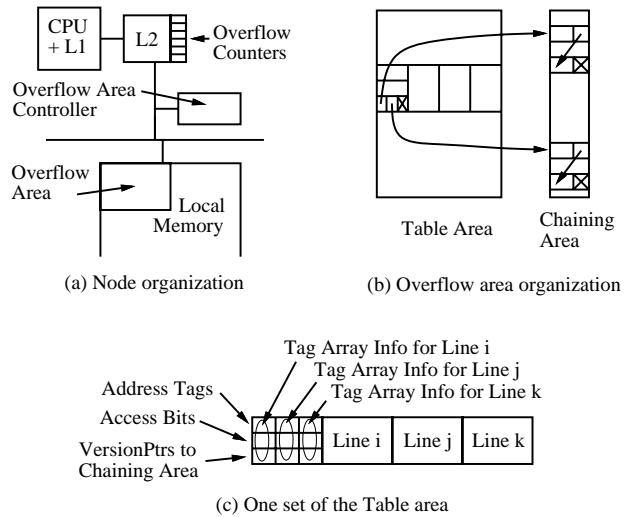 CPU
+ L1
L2
Overflow
Counters
Overflow Area
Controller
Overflow
Area
Local
Memory
(a) Node organization
Table Area
Chaining
Area
(b) Overflow area organization
Tag Array Info for Line i
Tag Array Info for Line j
Tag Array Info for Line k
Address Tags
Access Bits
VersionPtrs to
Chaining Area
Line i
Line j
Line k
(c) One set of the Table area